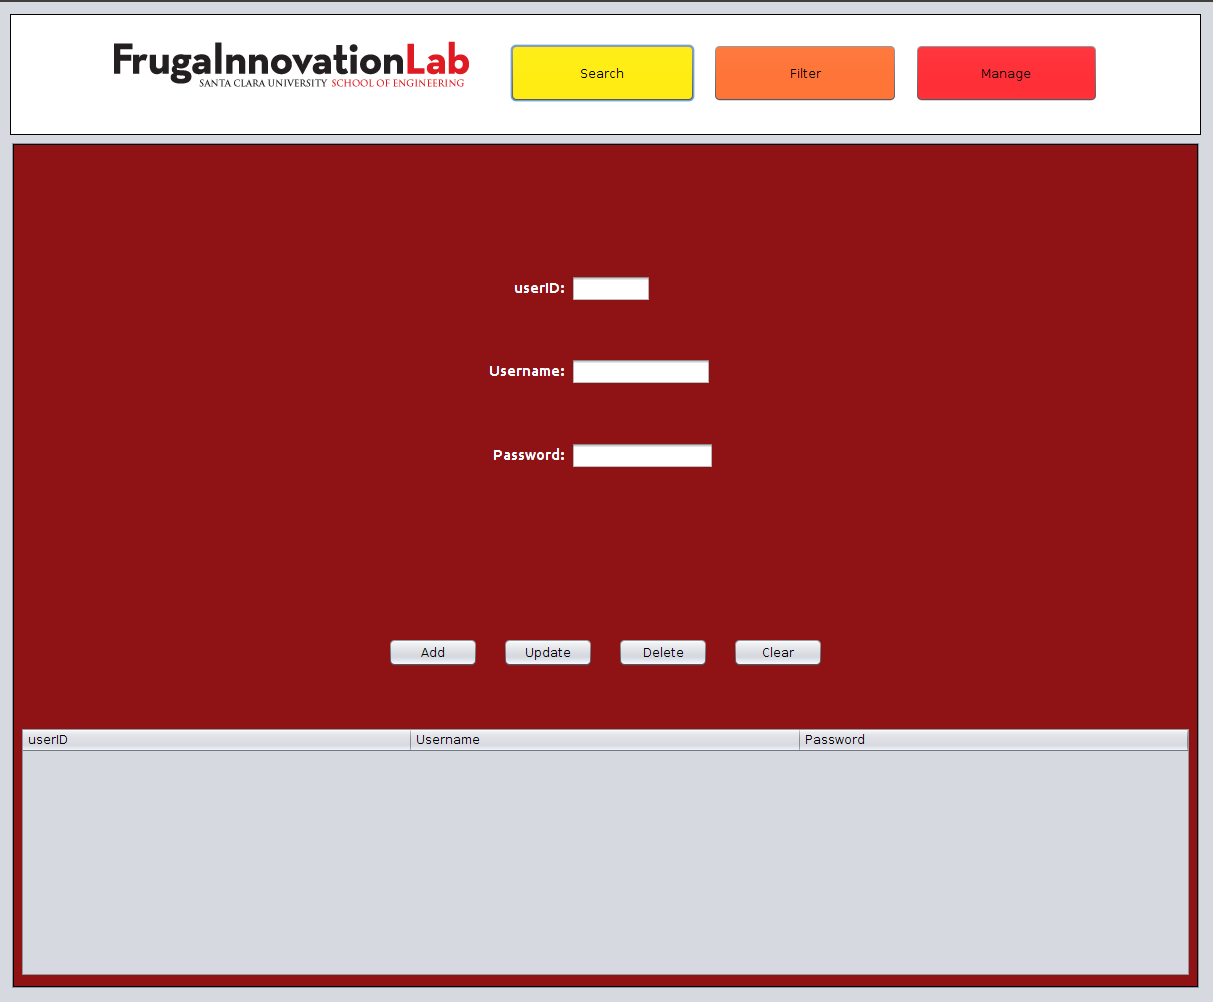 FrugalnnovationLab
SANTA CLARA UNIVERSITY SCHOOL OF ENGINEERING
Search
Filter
Manage
userID:
Username:
Password:
Add
Update
Delete
Clear
userID
Username
Password